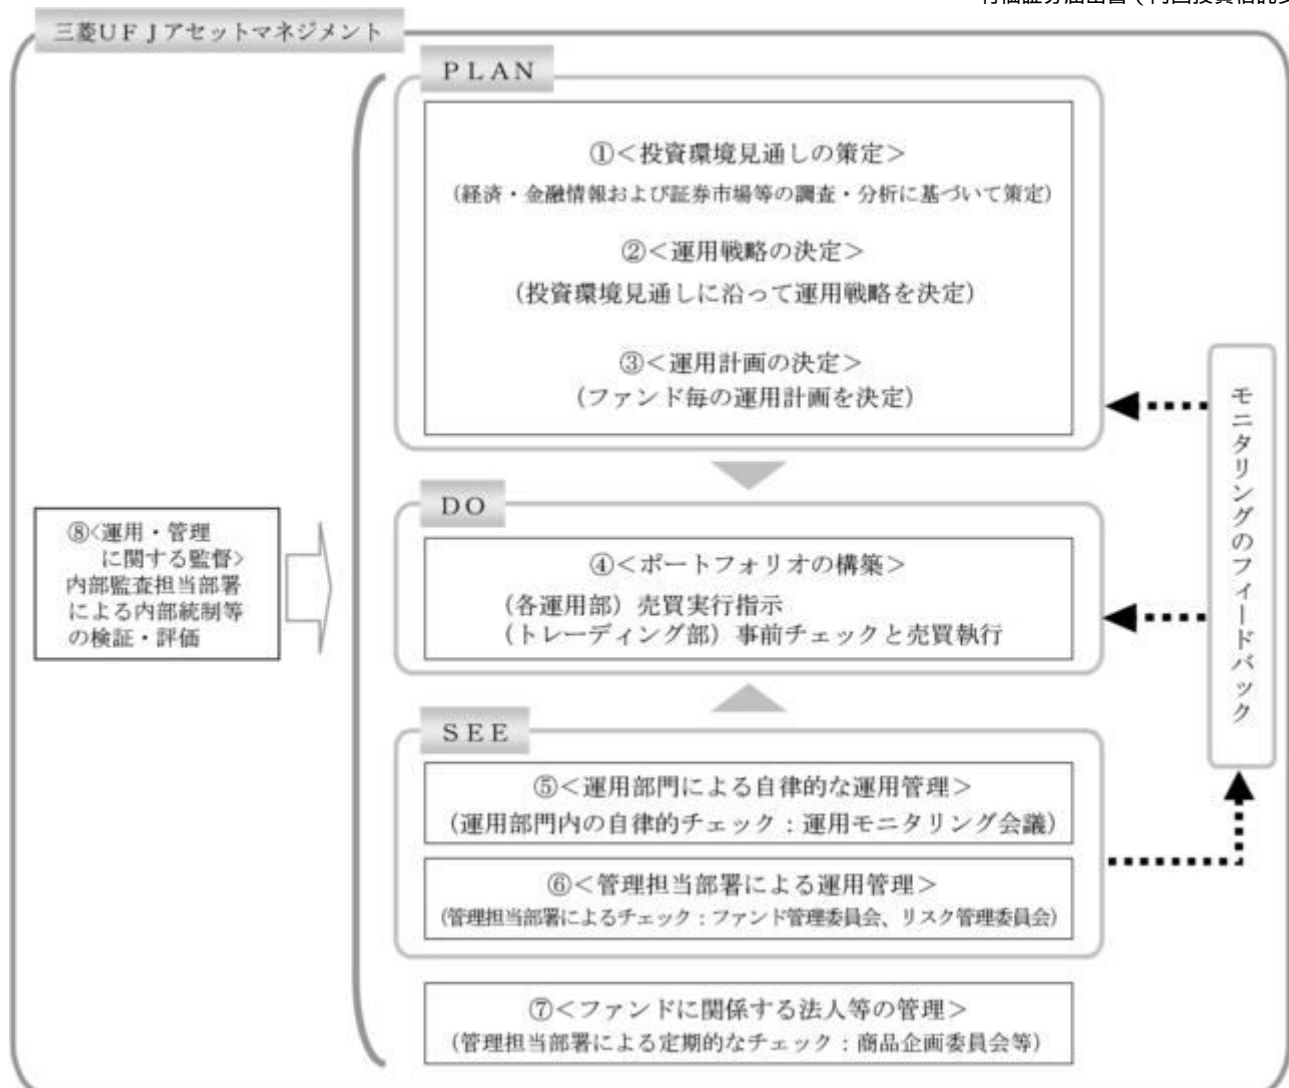 三菱UFJアセットマネジメント
PLAN
①<投資環境見通しの策定>
(経済・金融情報および証券市場等の調査・分析に基づいて策定)
②<運用戦略の決定>
(投資環境見通しに沿って運用戦略を決定)
③<運用計画の決定>
(ファンド毎の運用計画を決定)
DO
④<ポートフォリオの構築>
(各運用部)売買実行指示
(トレーディング部)事前チェックと売買執行
SEE
⑤<運用部門による自律的な運用管理>
(運用部門内の自律的チェック:運用モニタリング会議)
⑥<管理担当部署による運用管理>
(管理担当部署によるチェック:ファンド管理委員会、リスク管理委員会)
⑦<ファンドに関係する法人等の管理>
(管理担当部署による定期的なチェック:商品企画委員会等)
⑧<運用・管理
に関する監督>
内部監査担当部署
による内部統制等
の検証・評価
モニタリングのフィードバック